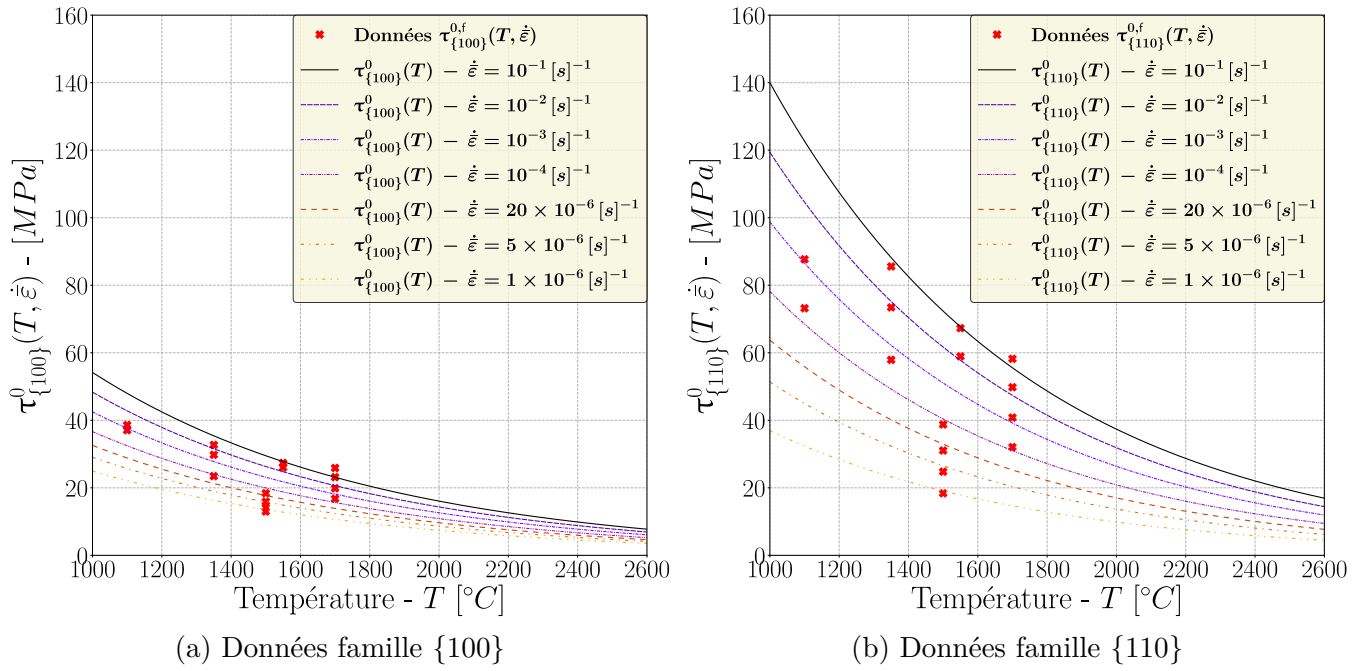 160
140
120
100
80
60
40
20
0
τ⁰{100}(T, ε̄̇) - [MPa]
Données τ^{0,f}_{100}(T, ε̄̇)
τ⁰{100}(T) − ε̄̇ = 10⁻¹ [s]⁻¹
τ⁰{100}(T) − ε̄̇ = 10⁻² [s]⁻¹
τ⁰{100}(T) − ε̄̇ = 10⁻³ [s]⁻¹
τ⁰{100}(T) − ε̄̇ = 10⁻⁴ [s]⁻¹
τ⁰{100}(T) − ε̄̇ = 20 × 10⁻⁶ [s]⁻¹
τ⁰{100}(T) − ε̄̇ = 5 × 10⁻⁶ [s]⁻¹
τ⁰{100}(T) − ε̄̇ = 1 × 10⁻⁶ [s]⁻¹
1000 1200 1400 1600 1800 2000 2200 2400 2600
Température - T [°C]
(a) Données famille {100}
160
140
120
100
80
60
40
20
0
τ⁰{110}(T, ε̄̇) - [MPa]
Données τ^{0,f}_{110}(T, ε̄̇)
τ⁰{110}(T) − ε̄̇ = 10⁻¹ [s]⁻¹
τ⁰{110}(T) − ε̄̇ = 10⁻² [s]⁻¹
τ⁰{110}(T) − ε̄̇ = 10⁻³ [s]⁻¹
τ⁰{110}(T) − ε̄̇ = 10⁻⁴ [s]⁻¹
τ⁰{110}(T) − ε̄̇ = 20 × 10⁻⁶ [s]⁻¹
τ⁰{110}(T) − ε̄̇ = 5 × 10⁻⁶ [s]⁻¹
τ⁰{110}(T) − ε̄̇ = 1 × 10⁻⁶ [s]⁻¹
1000 1200 1400 1600 1800 2000 2200 2400 2600
Température - T [°C]
(b) Données famille {110}